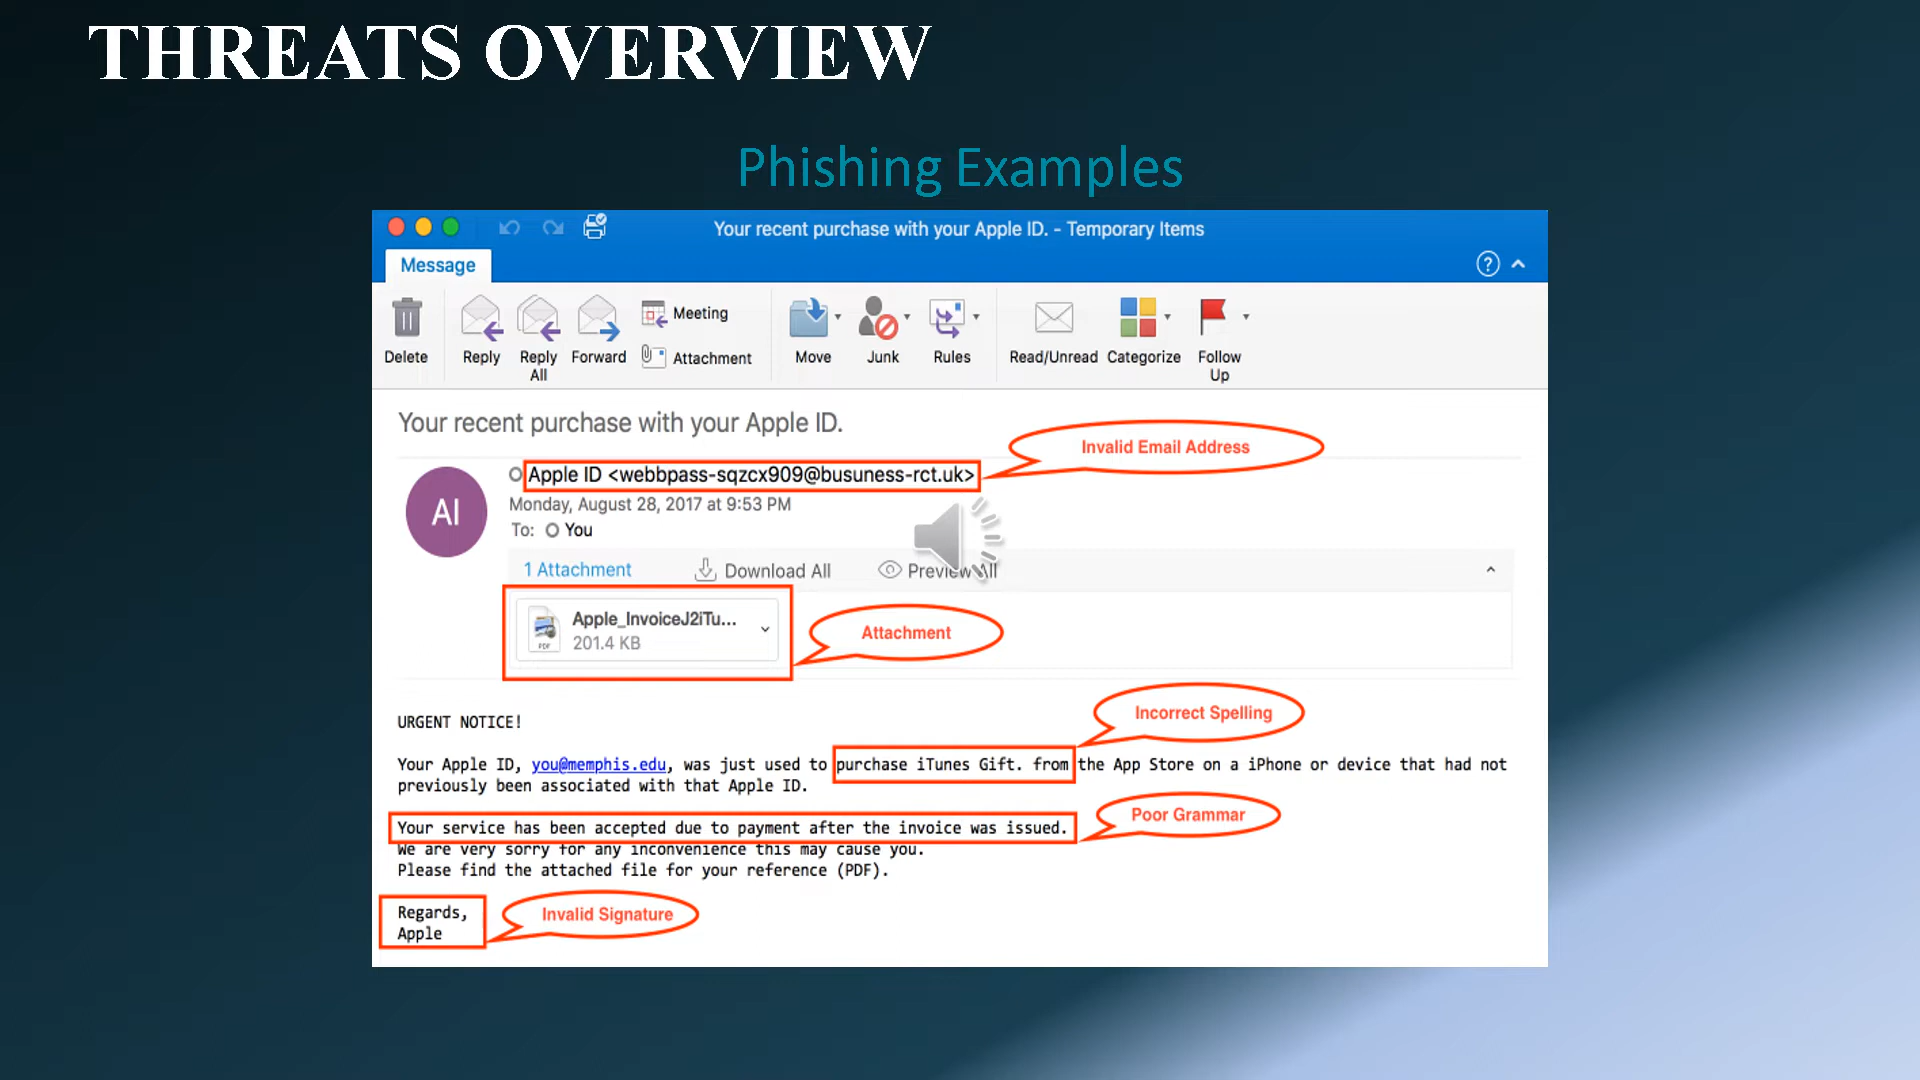 THREATS OVERVIEW
Phishing Examples
Your recent purchase with your Apple ID. - Temporary Items
Message
?
Delete
Reply
Reply All
Forward
Meeting
Attachment
Move
Junk
Rules
Read/Unread
Categorize
Follow Up
Your recent purchase with your Apple ID.
Invalid Email Address
AI
Apple ID <webbpass-sqzcx909@busuness-rct.uk>
Monday, August 28, 2017 at 9:53 PM
To: You
1 Attachment
Download All
Preview All
PDF
Apple_InvoiceJ2iTu...
201.4 KB
Attachment
URGENT NOTICE!
Incorrect Spelling
Your Apple ID, you@memphis.edu, was just used to purchase iTunes Gift. from the App Store on a iPhone or device that had not
previously been associated with that Apple ID.
Your service has been accepted due to payment after the invoice was issued.
Poor Grammar
We are very sorry for any inconvenience this may cause you.
Please find the attached file for your reference (PDF).
Regards,
Apple
Invalid Signature